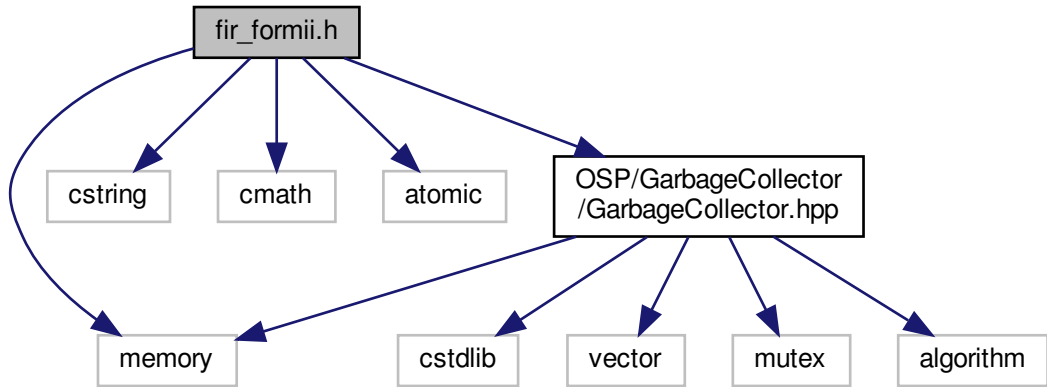 fir_formii.h
cstring
cmath
atomic
OSP/GarbageCollector
/GarbageCollector.hpp
memory
cstdlib
vector
mutex
algorithm